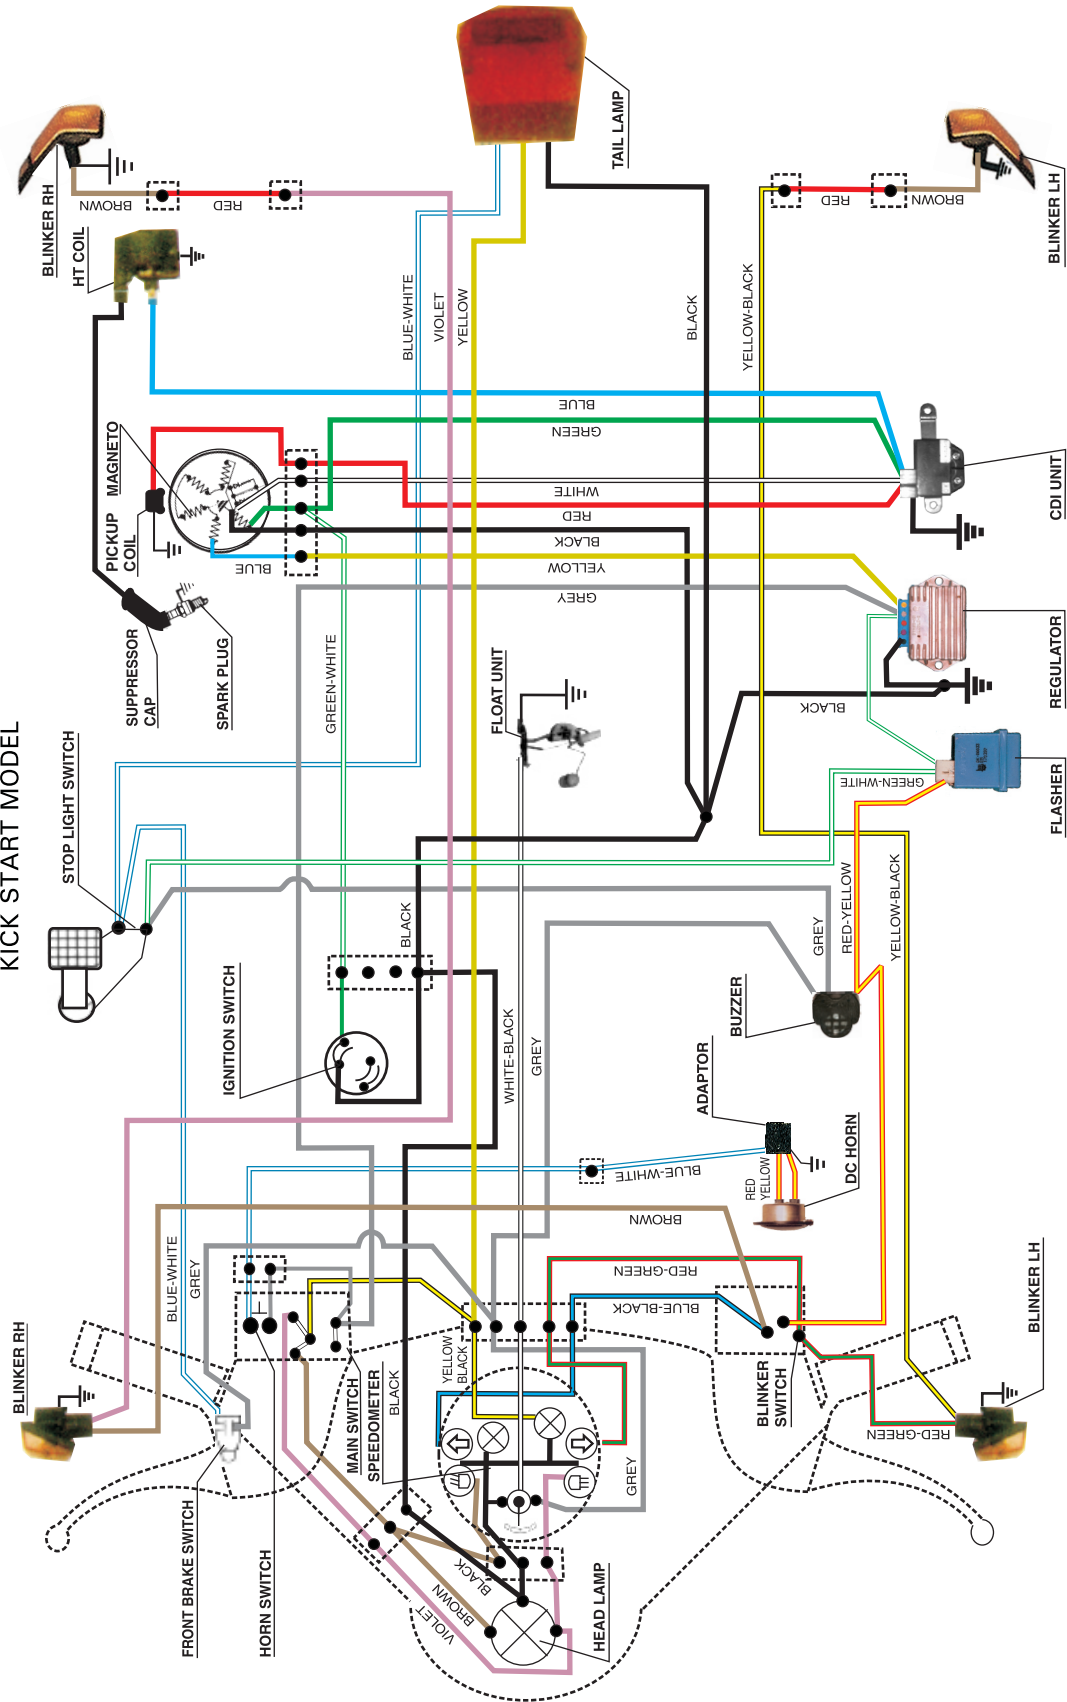 KICK START MODEL
TAIL LAMP
BLINKER RH
BROWN
RED
HT COIL
BLINKER LH
RED
BROWN
BLUE-WHITE
VIOLET
YELLOW
BLACK
YELLOW-BLACK
BLUE
GREEN
MAGNETO
PICKUP
COIL
BLUE
WHITE
RED
BLACK
YELLOW
GREY
CDI UNIT
SUPPRESSOR
CAP
SPARK PLUG
GREEN-WHITE
FLOAT UNIT
REGULATOR
BLACK
STOP LIGHT SWITCH
GREEN-WHITE
FLASHER
IGNITION SWITCH
BLACK
GREY
RED-YELLOW
YELLOW-BLACK
BUZZER
WHITE-BLACK
GREY
ADAPTOR
BLUE-WHITE
RED
YELLOW
DC HORN
BROWN
BLUE-WHITE
GREY
RED-GREEN
BLUE-BLACK
BLINKER RH
BLINKER LH
YELLOW
BLACK
BLACK
MAIN SWITCH
SPEEDOMETER
BLINKER
SWITCH
RED-GREEN
GREY
FRONT BRAKE SWITCH
HORN SWITCH
BLACK
BROWN
VIOLET
HEAD LAMP